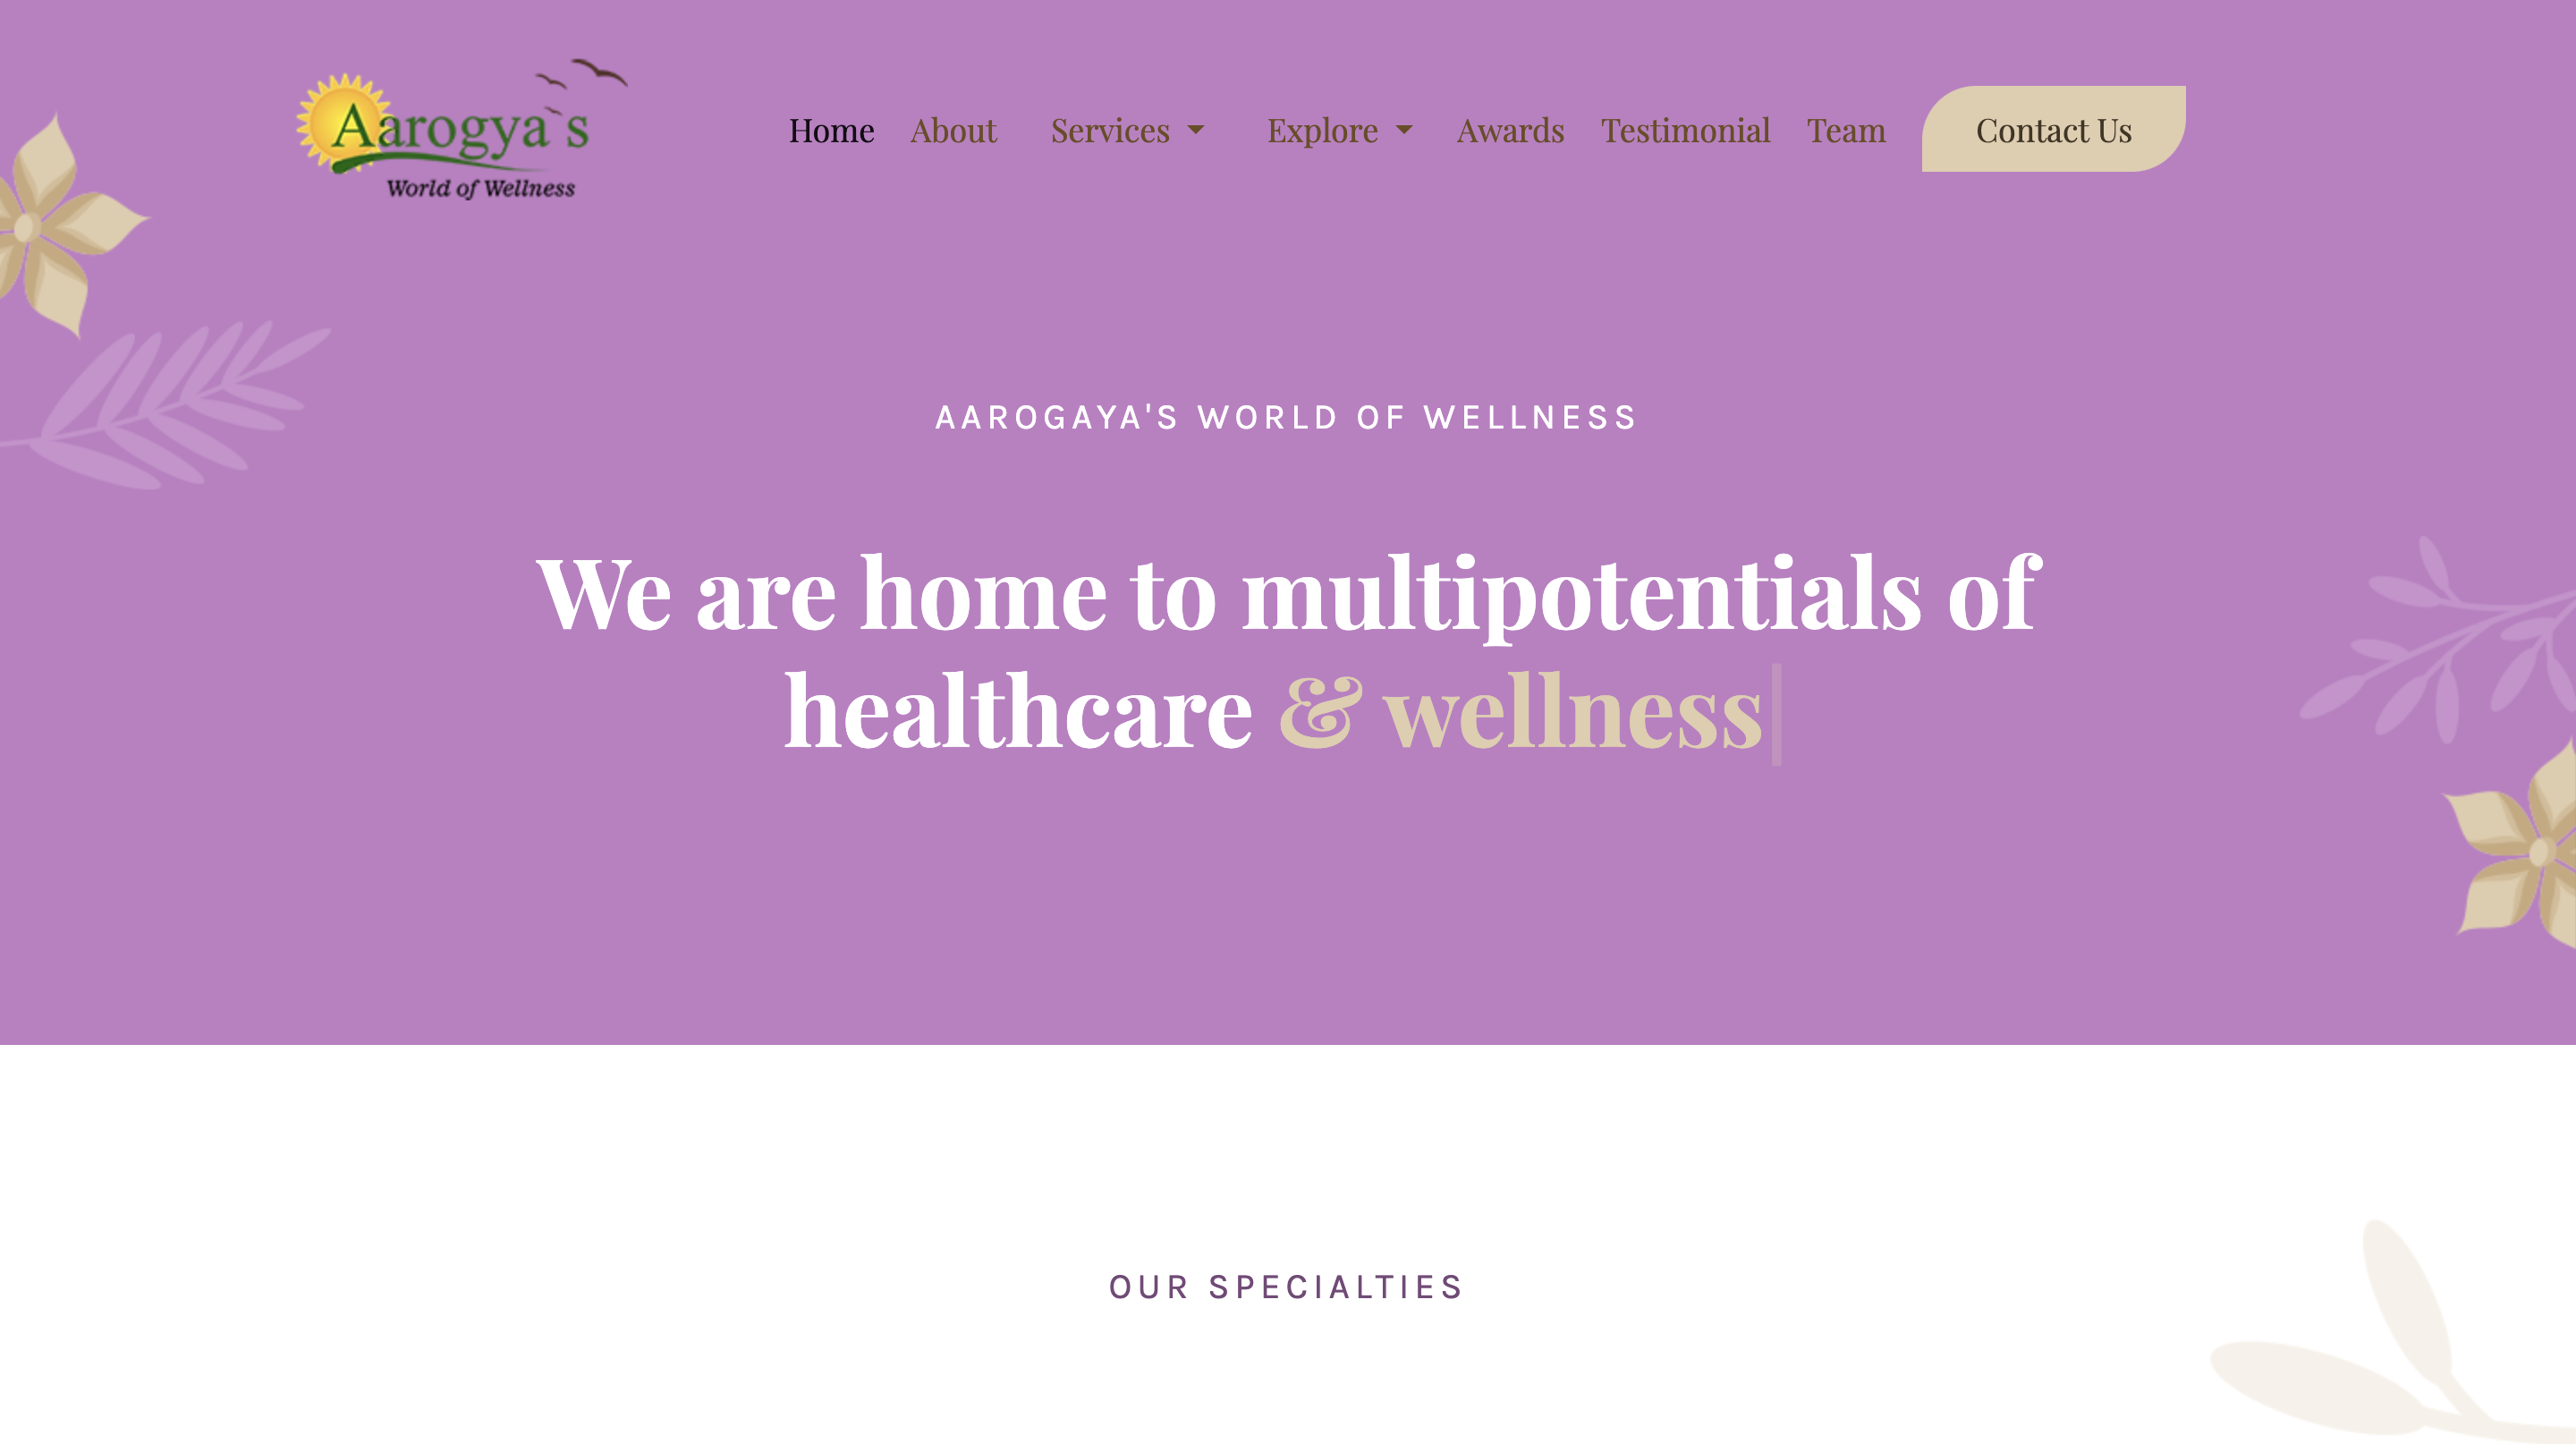 Aarogya`s
World of Wellness
Home About Services Explore Awards Testimonial Team Contact Us
AAROGAYA'S WORLD OF WELLNESS
We are home to multipotentials of
healthcare & wellness
OUR SPECIALTIES